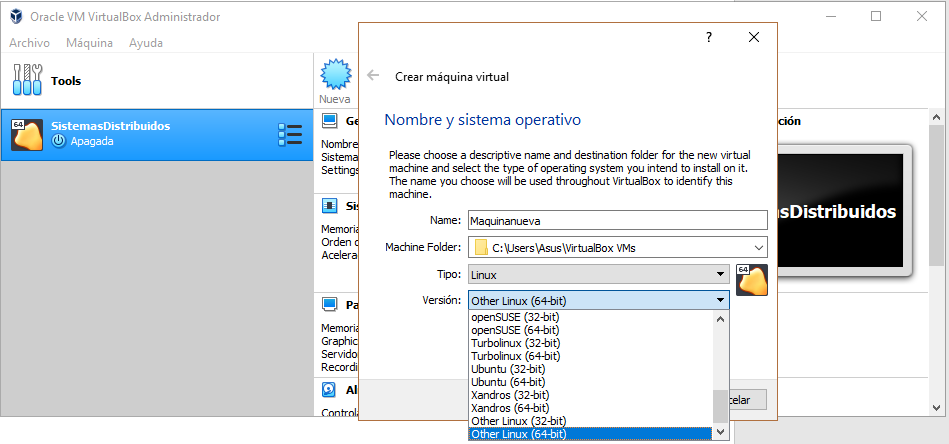 Oracle VM VirtualBox Administrador
Archivo Máquina Ayuda
Tools
Nueva
64
SistemasDistribuidos
Apagada
Ge
Nombre
Sistema
Settings
Sis
Memoria
Orden d
Acelera
Pa
Memoria
Graphic
Servido
Recordi
Al
Controla
ción
asDistribuidos
?
Crear máquina virtual
Nombre y sistema operativo
Please choose a descriptive name and destination folder for the new virtual
machine and select the type of operating system you intend to install on it.
The name you choose will be used throughout VirtualBox to identify this
machine.
Name: Maquinanueva
Machine Folder: C:\Users\Asus\VirtualBox VMs
Tipo: Linux
64
Versión: Other Linux (64-bit)
openSUSE (32-bit)
openSUSE (64-bit)
Turbolinux (32-bit)
Turbolinux (64-bit)
Ubuntu (32-bit)
Ubuntu (64-bit)
Xandros (32-bit)
Xandros (64-bit)
Other Linux (32-bit)
Other Linux (64-bit)
celar